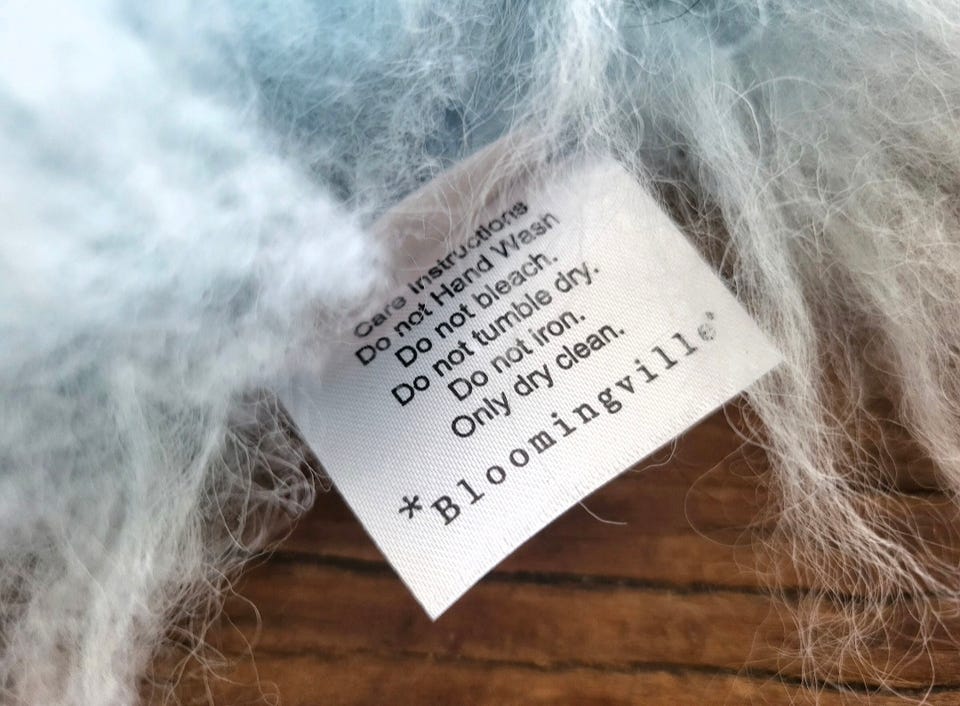 Care Instructions
Do not Hand Wash
Do not bleach.
Do not tumble dry.
Do not iron.
Only dry clean.
*Bloomingville®